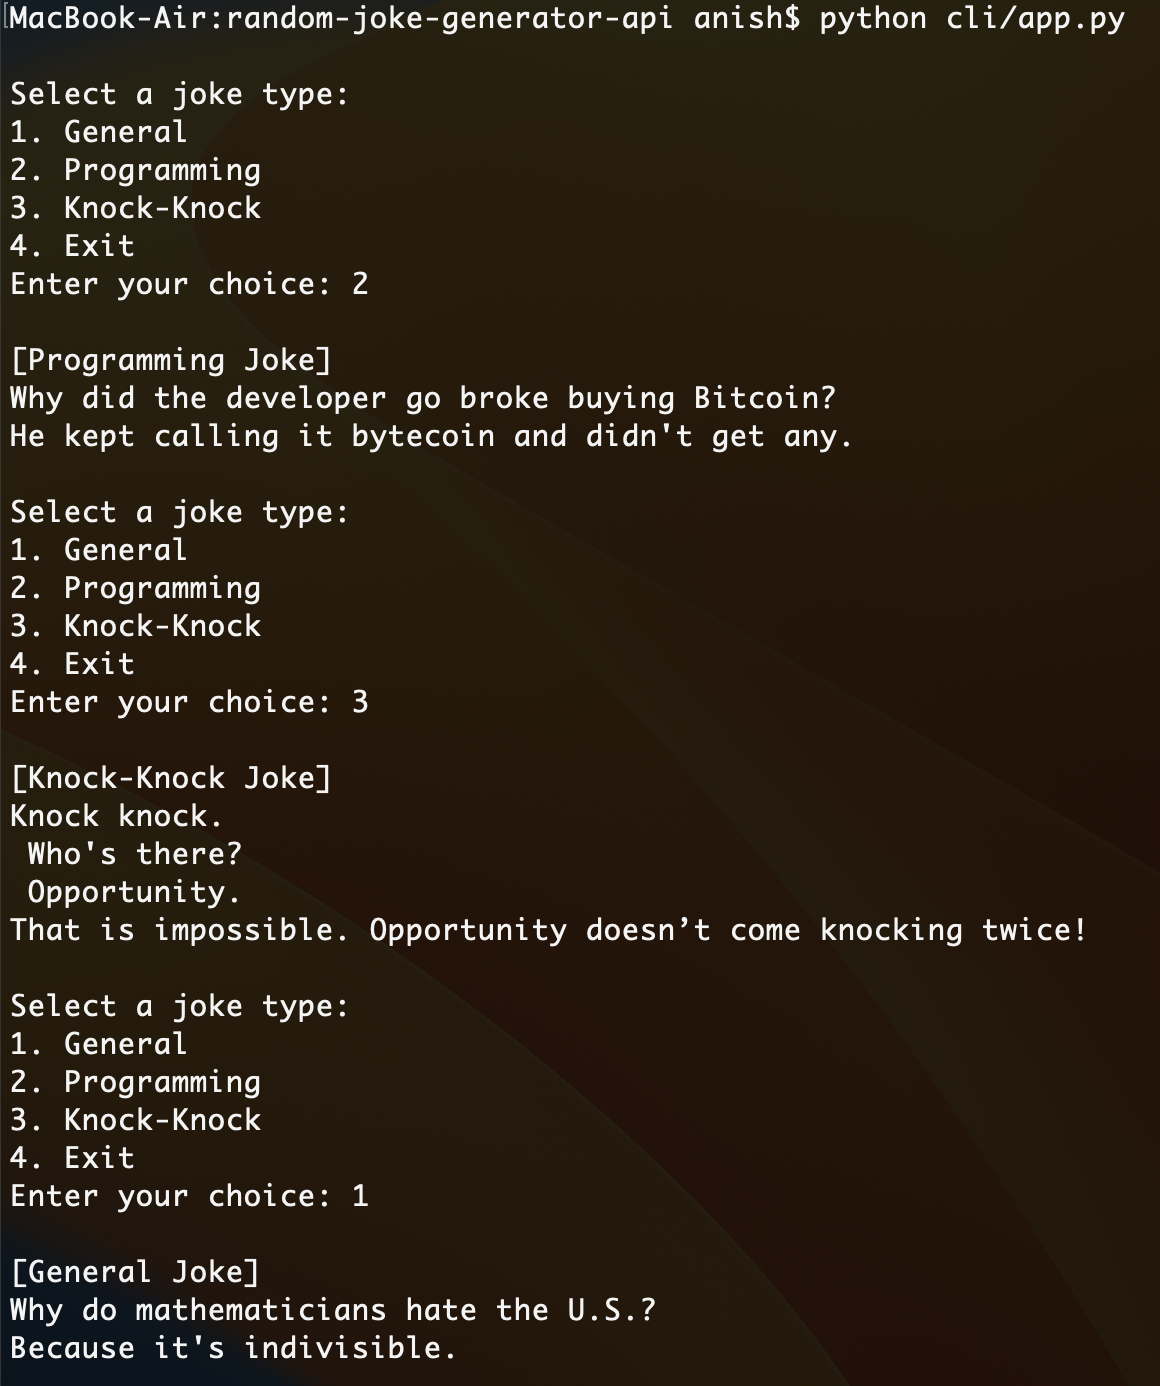 MacBook-Air:random-joke-generator-api anish$ python cli/app.py
Select a joke type:
1. General
2. Programming
3. Knock-Knock
4. Exit
Enter your choice: 2
[Programming Joke]
Why did the developer go broke buying Bitcoin?
He kept calling it bytecoin and didn't get any.
Select a joke type:
1. General
2. Programming
3. Knock-Knock
4. Exit
Enter your choice: 3
[Knock-Knock Joke]
Knock knock.
 Who's there?
 Opportunity.
That is impossible. Opportunity doesn’t come knocking twice!
Select a joke type:
1. General
2. Programming
3. Knock-Knock
4. Exit
Enter your choice: 1
[General Joke]
Why do mathematicians hate the U.S.?
Because it's indivisible.